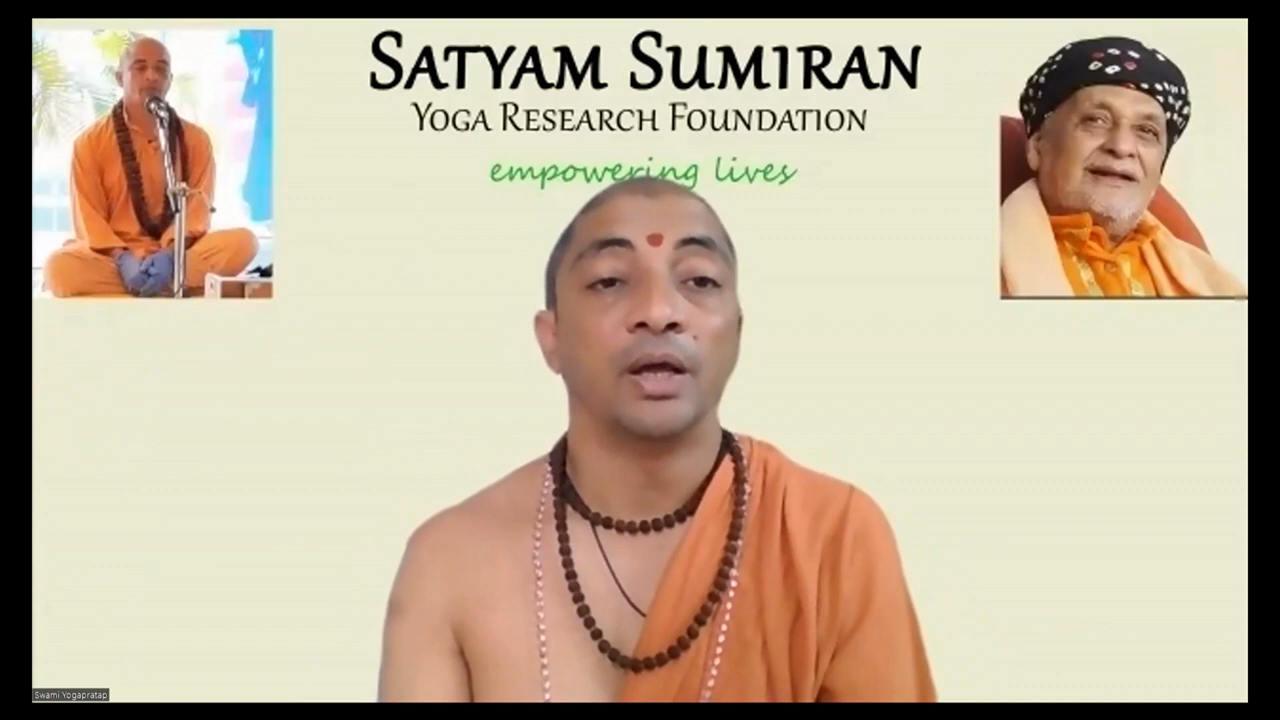 SATYAM SUMIRAN
YOGA RESEARCH FOUNDATION
empowering lives
Swami Yogapratap